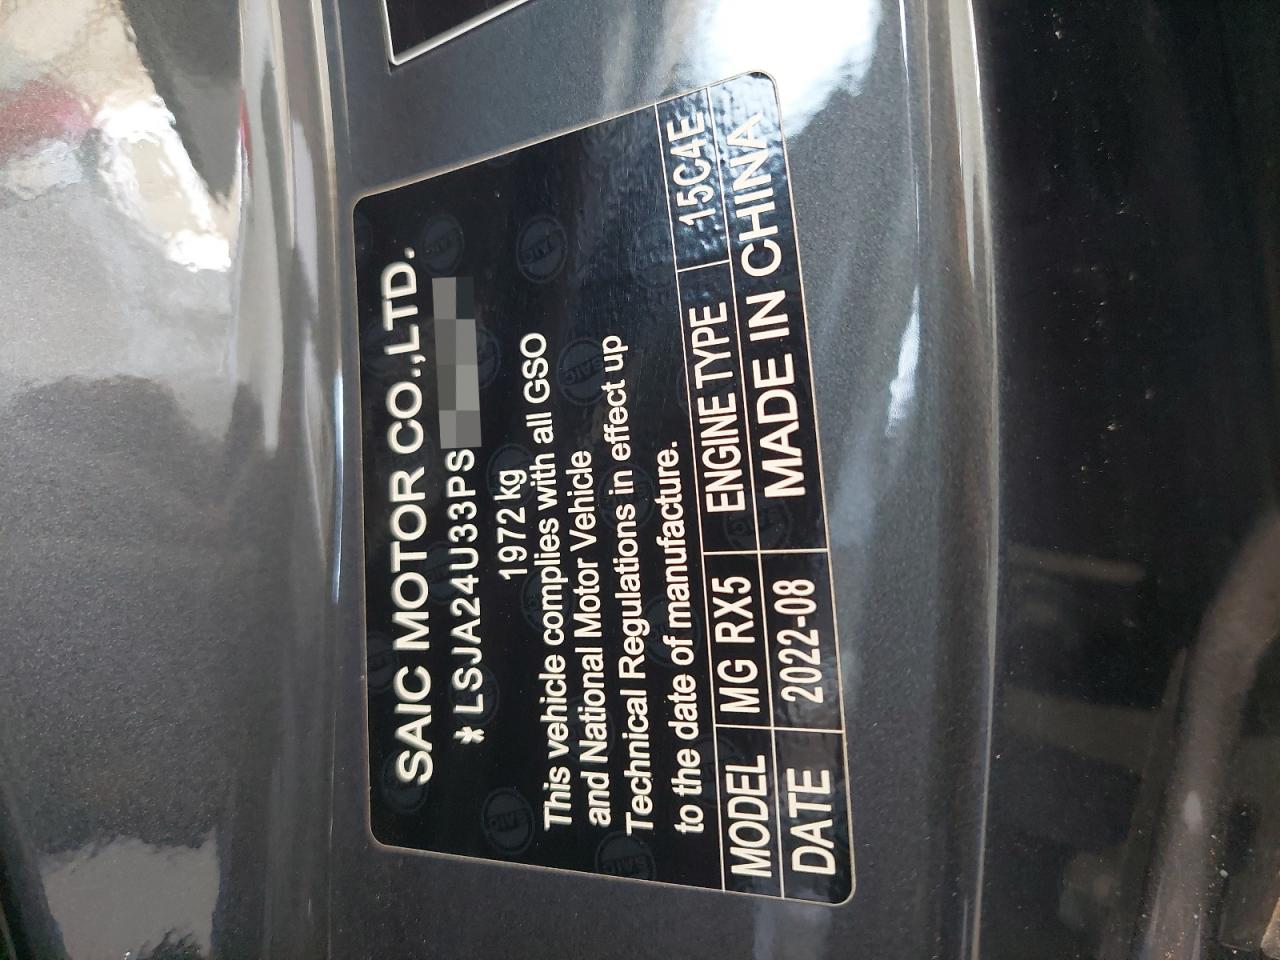 SAIC MOTOR CO.,LTD.
*LSJA24U33PS
1972 kg
This vehicle complies with all GSO
and National Motor Vehicle
Technical Regulations in effect up
to the date of manufacture.
MODEL MG RX5 ENGINE TYPE 15C4E
DATE 2022-08 MADE IN CHINA